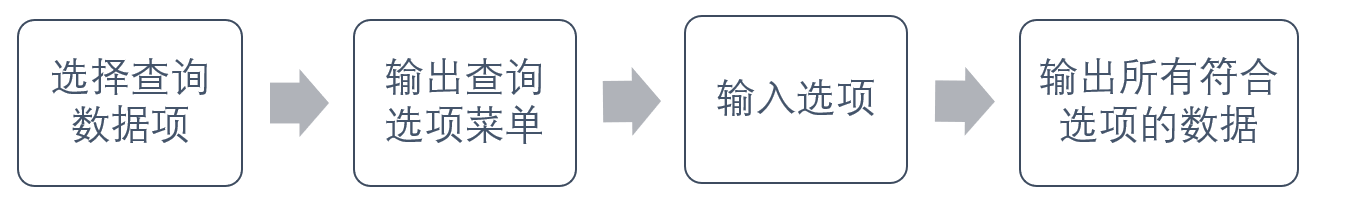 选择查询
数据项
输出查询
选项菜单
输入选项
输出所有符合
选项的数据